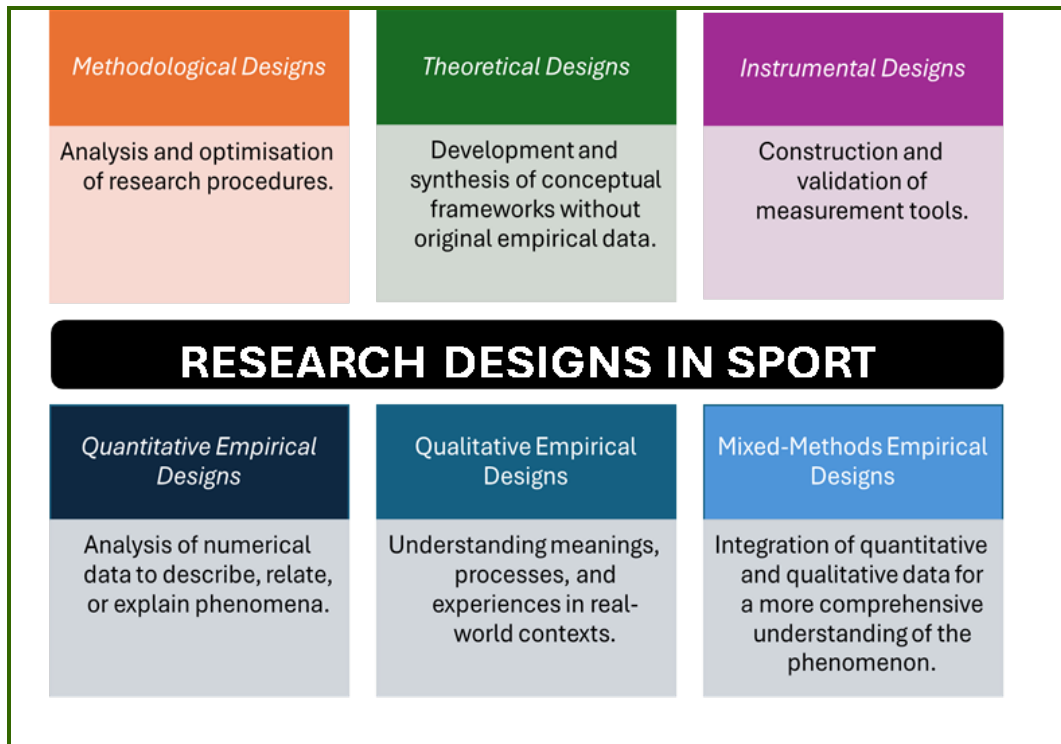 Methodological Designs
Analysis and optimisation
of research procedures.
Theoretical Designs
Development and
synthesis of conceptual
frameworks without
original empirical data.
Instrumental Designs
Construction and
validation of
measurement tools.
RESEARCH DESIGNS IN SPORT
Quantitative Empirical
Designs
Analysis of numerical
data to describe, relate,
or explain phenomena.
Qualitative Empirical
Designs
Understanding meanings,
processes, and
experiences in real-
world contexts.
Mixed-Methods Empirical
Designs
Integration of quantitative
and qualitative data for
a more comprehensive
understanding of the
phenomenon.